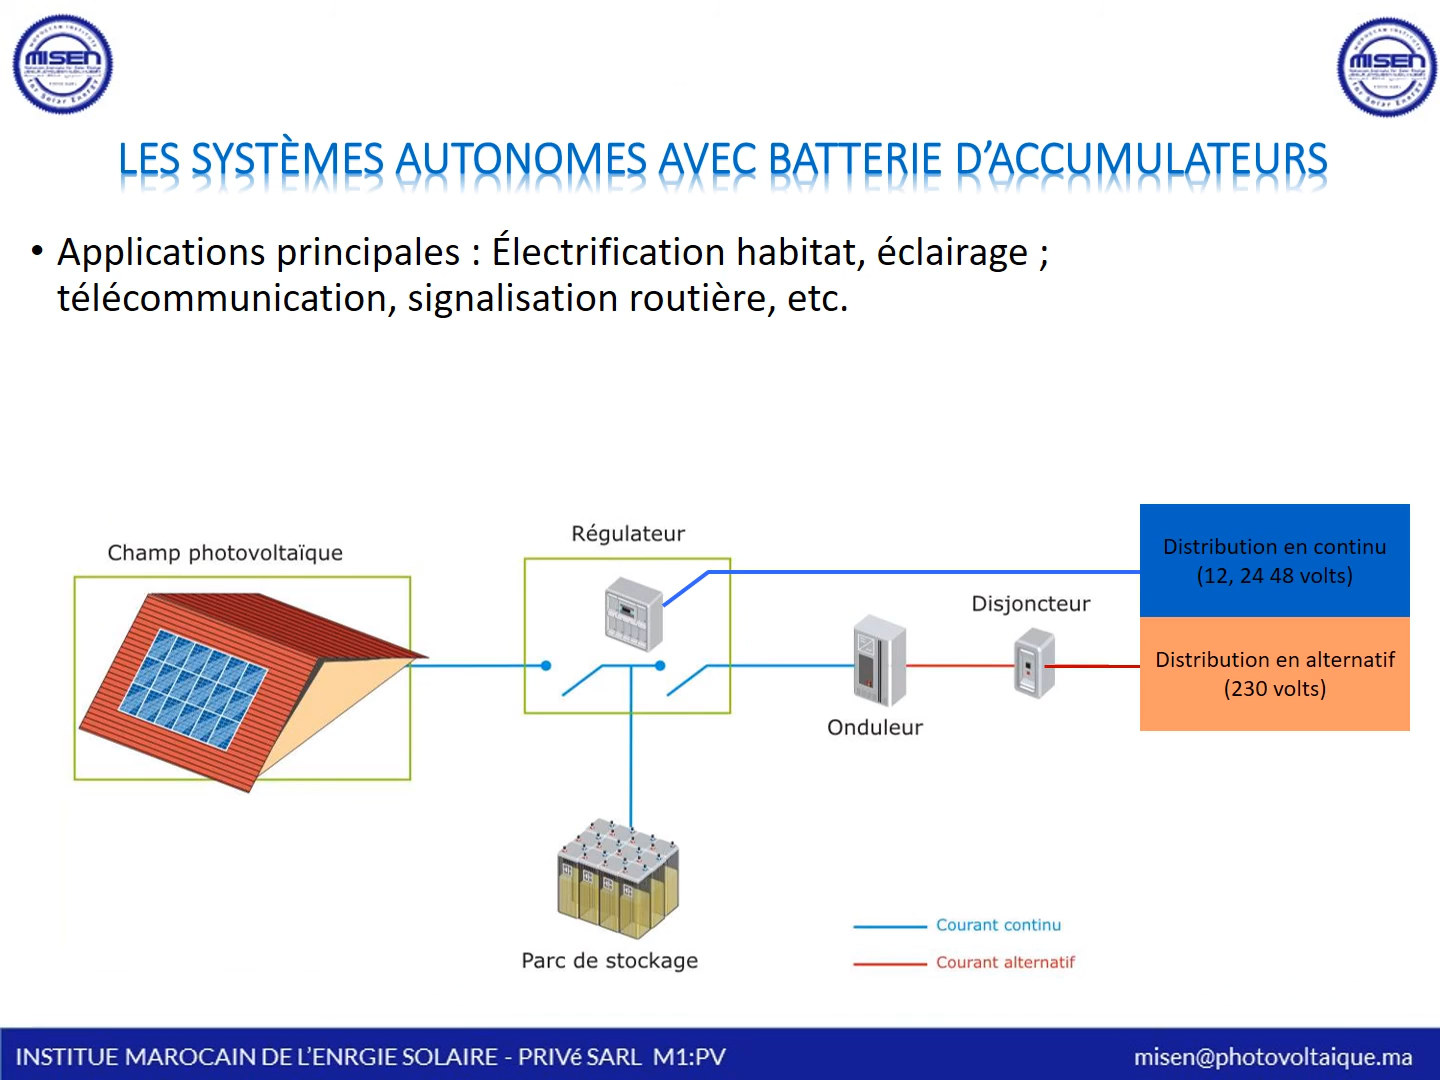 MISEN
MISEN
LES SYSTÈMES AUTONOMES AVEC BATTERIE D’ACCUMULATEURS
• Applications principales : Électrification habitat, éclairage ;
télécommunication, signalisation routière, etc.
Régulateur
Champ photovoltaïque
Distribution en continu
(12, 24 48 volts)
Disjoncteur
Distribution en alternatif
(230 volts)
Onduleur
Courant continu
Parc de stockage
Courant alternatif
INSTITUE MAROCAIN DE L’ENRGIE SOLAIRE - PRIVé SARL M1:PV
misen@photovoltaique.ma